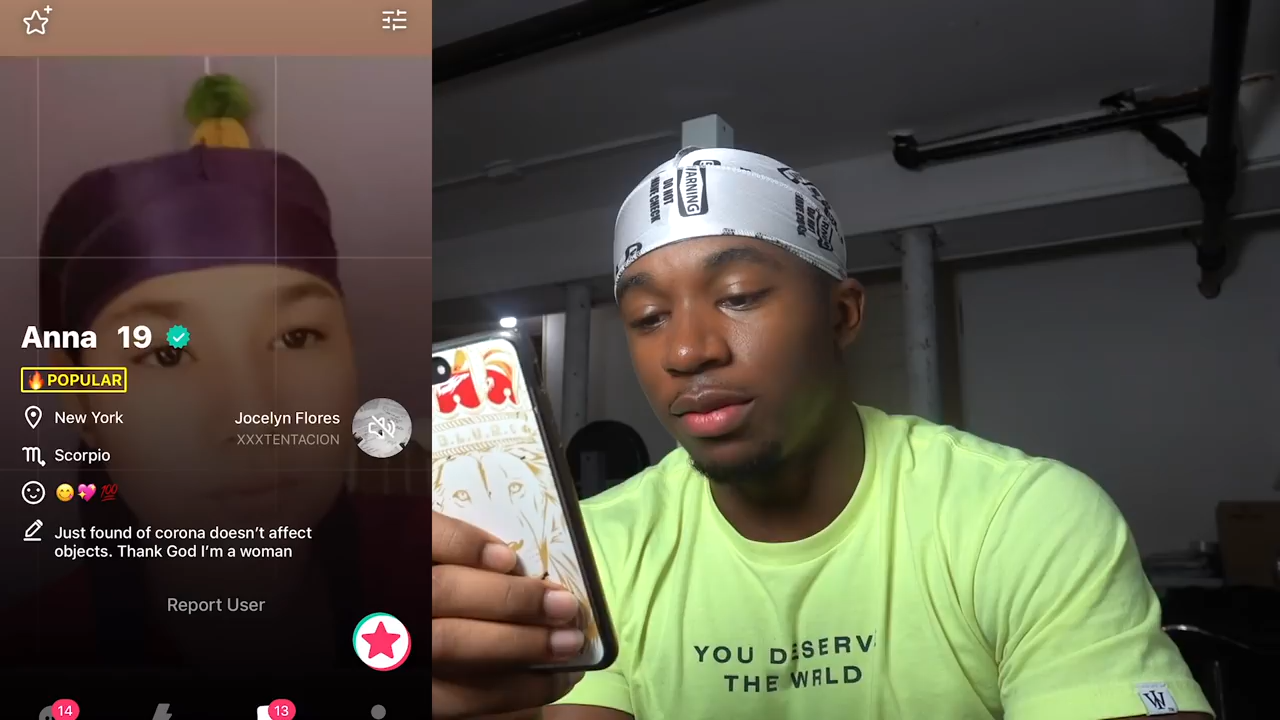 Anna 19
🔥POPULAR
New York
Jocelyn Flores
XXXTENTACION
Scorpio
😋💖💯
Just found of corona doesn’t affect
objects. Thank God I’m a woman
Report User
14
13
WARNING
DO NOT
YOU DESERV
THE WRLD
W